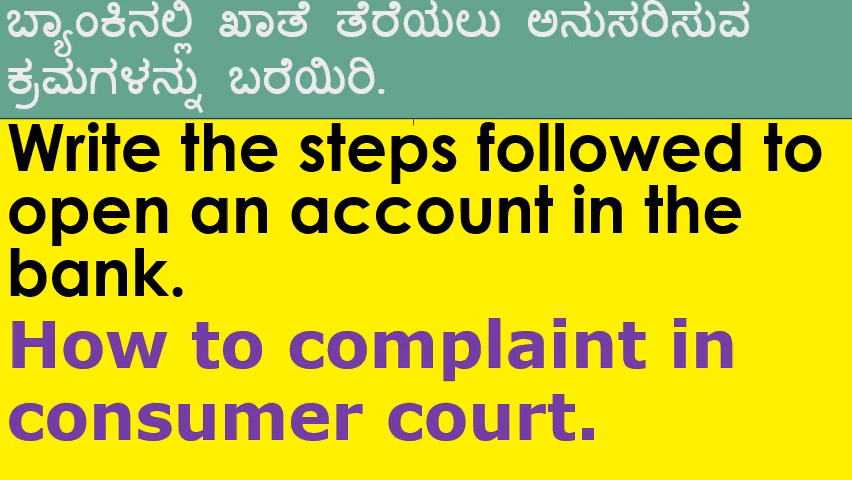 ಬ್ಯಾಂಕಿನಲ್ಲಿ ಖಾತೆ ತೆರೆಯಲು ಅನುಸರಿಸುವ
ಕ್ರಮಗಳನ್ನು ಬರೆಯಿರಿ.
Write the steps followed to
open an account in the
bank.
How to complaint in
consumer court.